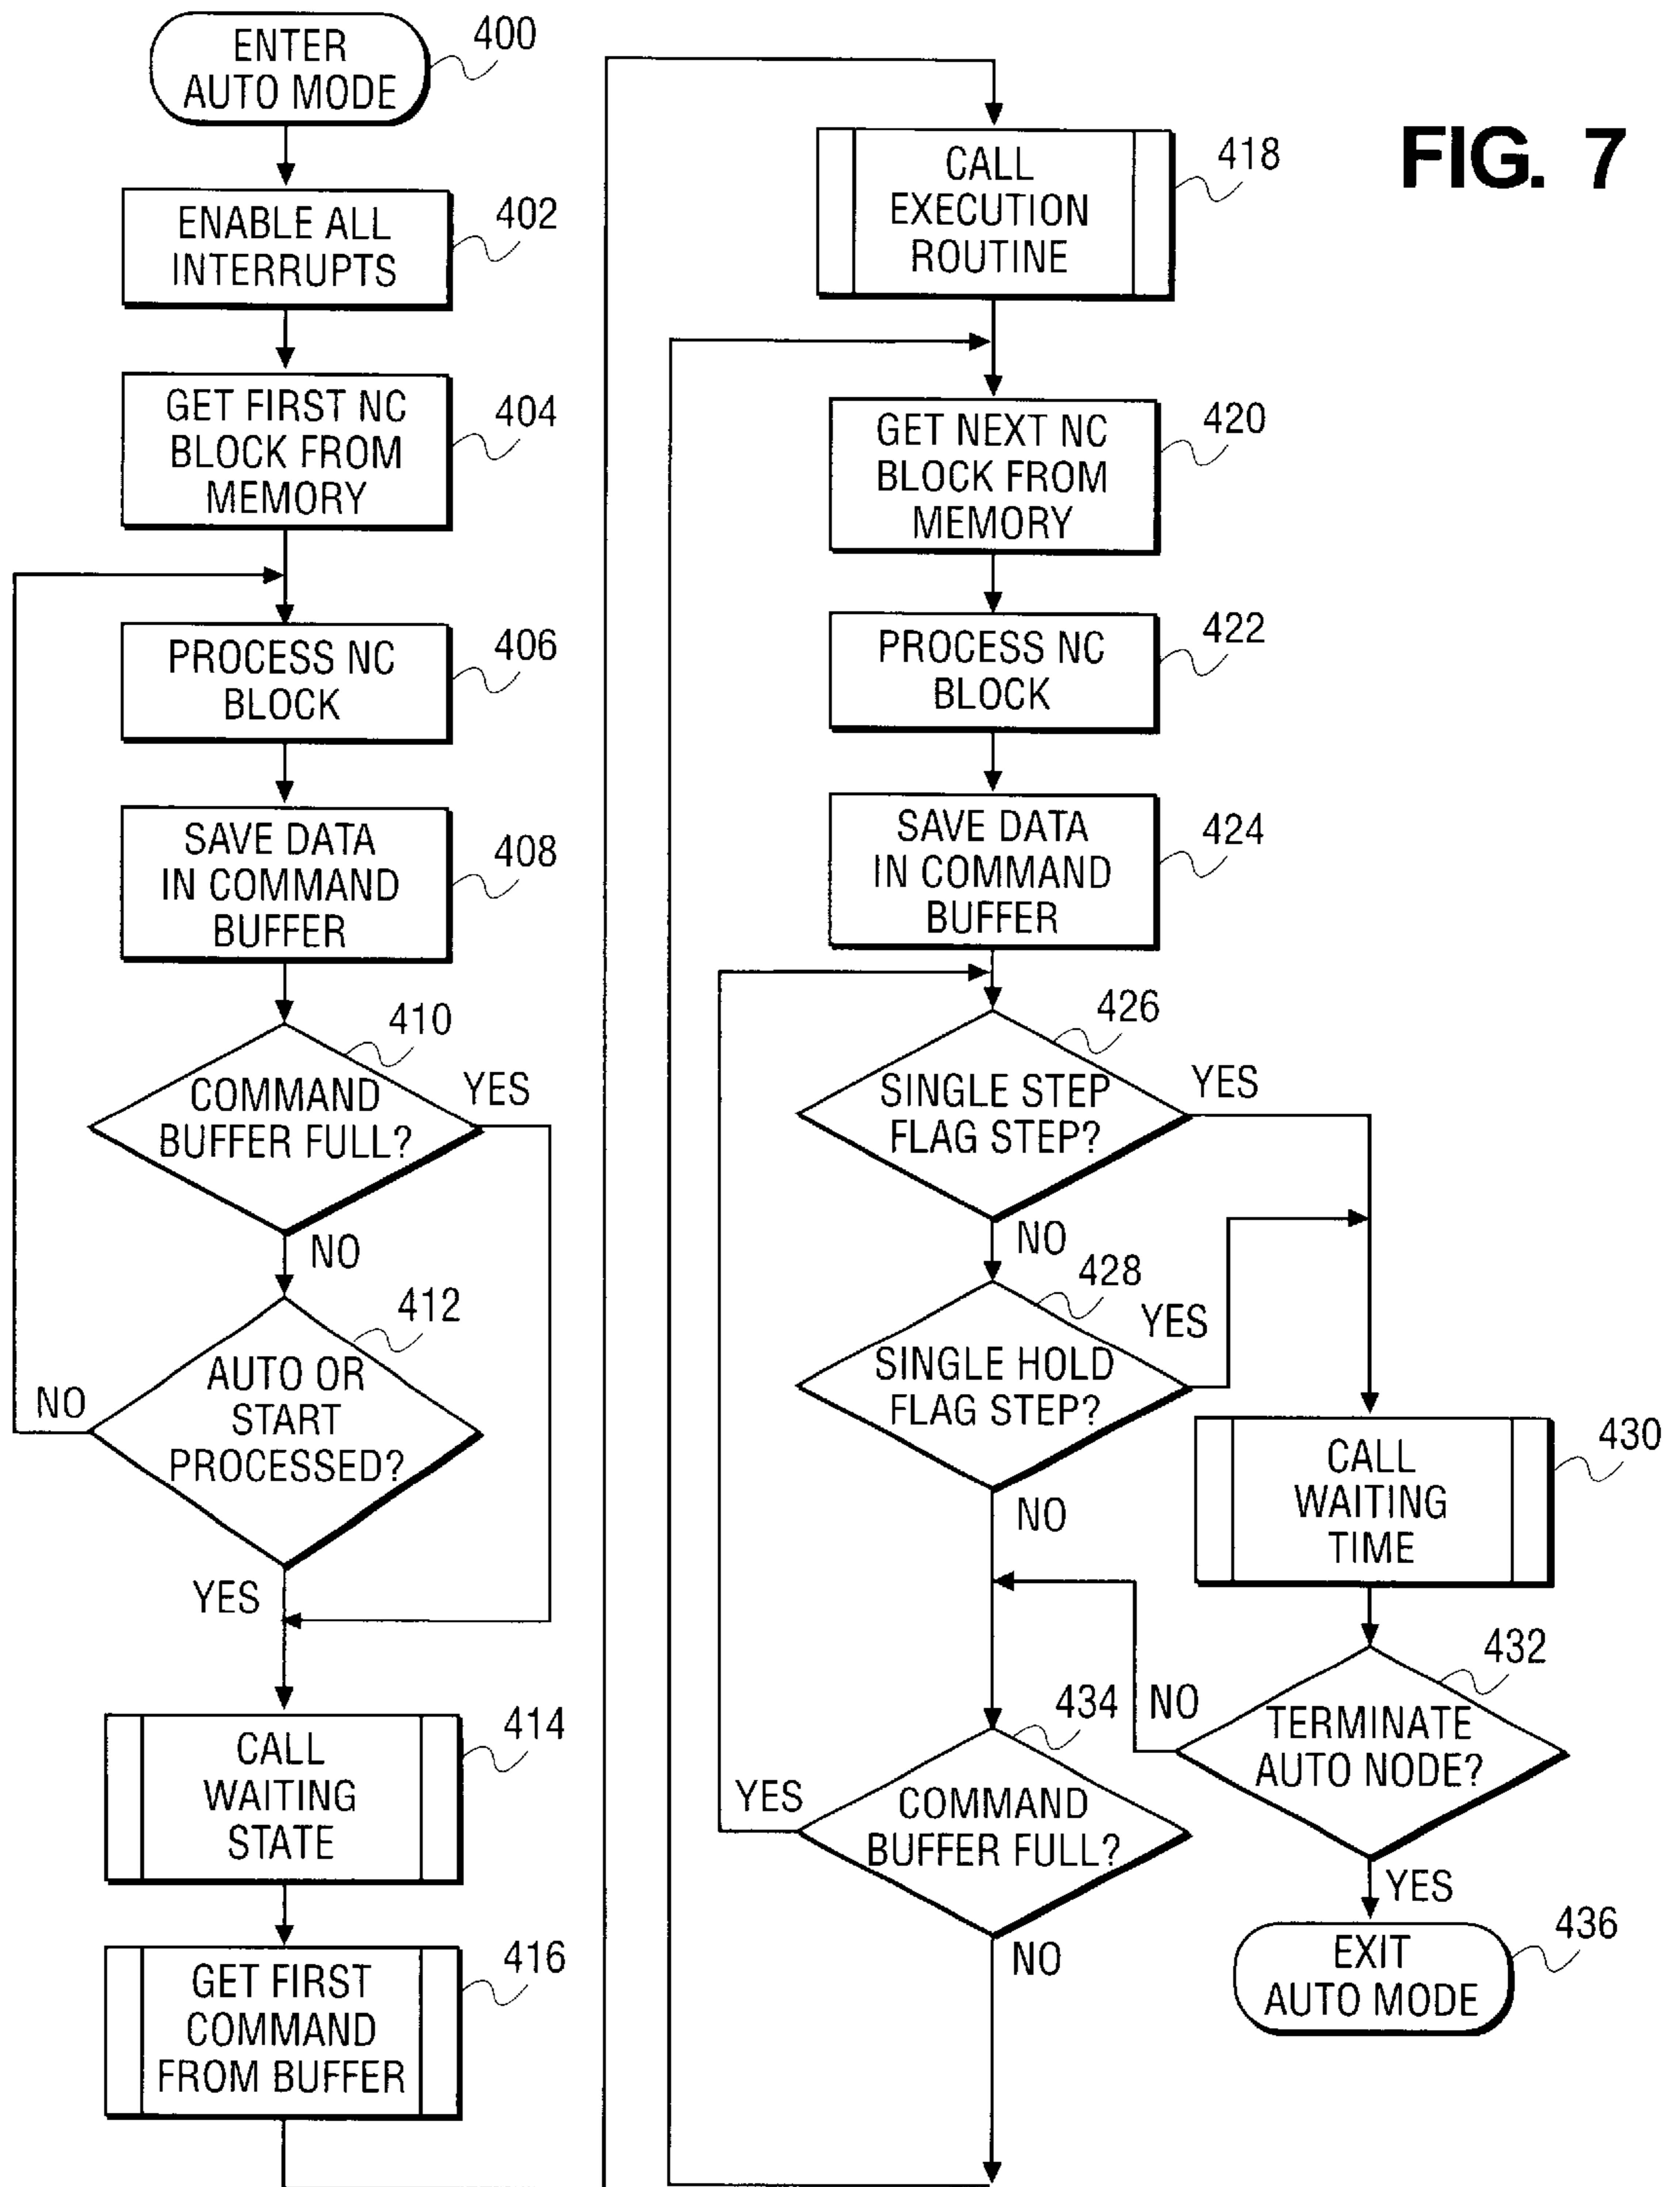 ENTER
AUTO MODE
400
ENABLE ALL
INTERRUPTS
402
GET FIRST NC
BLOCK FROM
MEMORY
404
PROCESS NC
BLOCK
406
SAVE DATA
IN COMMAND
BUFFER
408
COMMAND
BUFFER FULL?
410
YES
NO
AUTO OR
START
PROCESSED?
412
NO
YES
CALL
WAITING
STATE
414
GET FIRST
COMMAND
FROM BUFFER
416
FIG. 7
CALL
EXECUTION
ROUTINE
418
GET NEXT NC
BLOCK FROM
MEMORY
420
PROCESS NC
BLOCK
422
SAVE DATA
IN COMMAND
BUFFER
424
SINGLE STEP
FLAG STEP?
426
YES
NO
SINGLE HOLD
FLAG STEP?
428
YES
NO
CALL
WAITING
TIME
430
TERMINATE
AUTO NODE?
432
NO
YES
COMMAND
BUFFER FULL?
434
YES
NO
EXIT
AUTO MODE
436